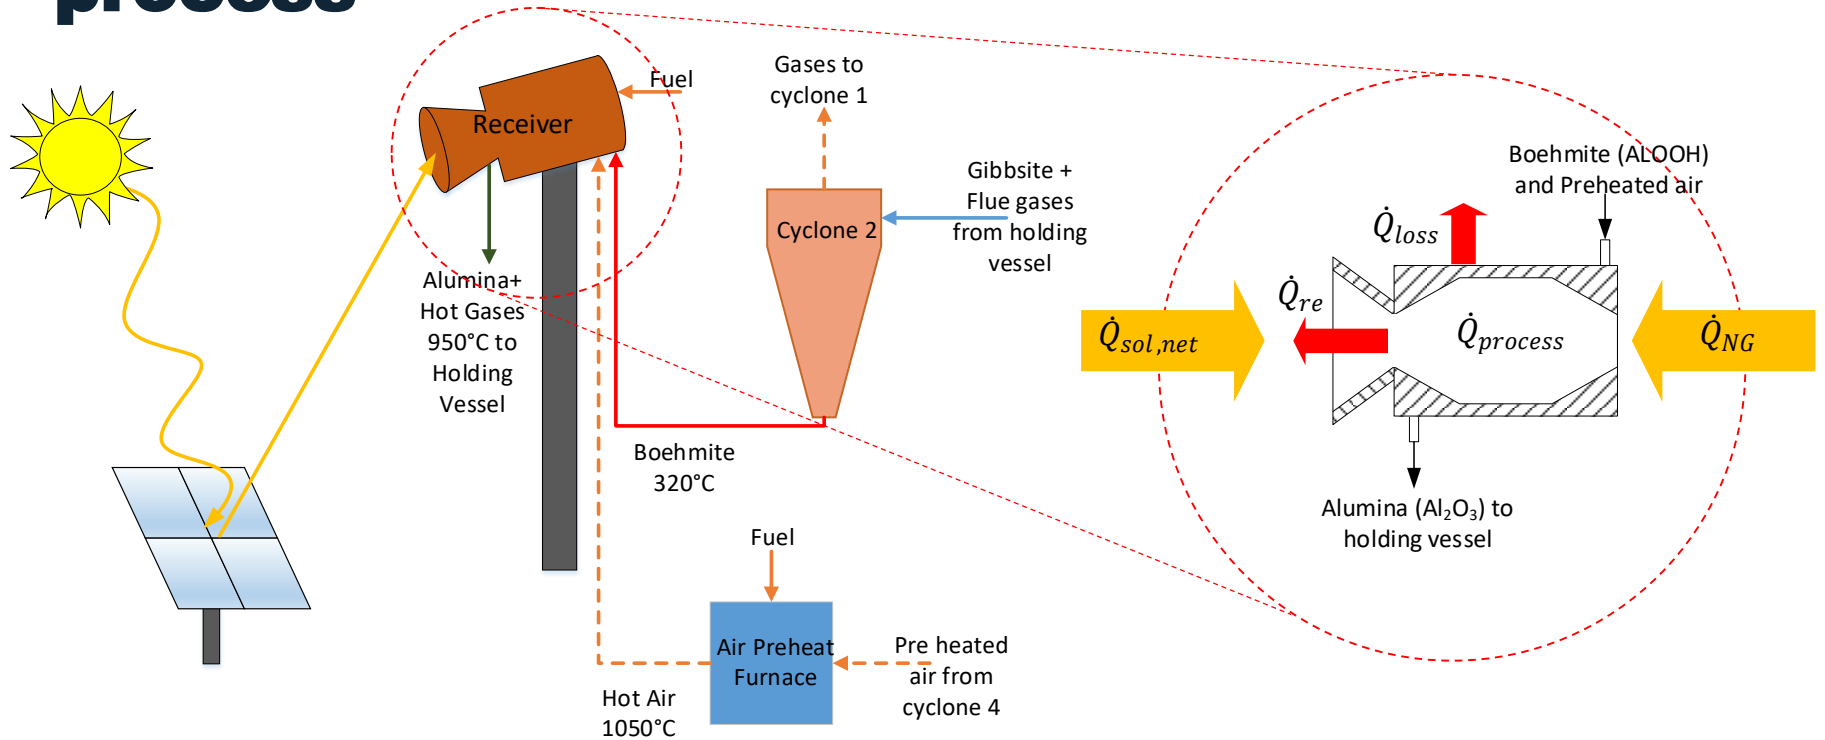 process
Fuel
Receiver
Alumina+
Hot Gases
950°C to
Holding
Vessel
Gases to
cyclone 1
Cyclone 2
Gibbsite +
Flue gases
from holding
vessel
Boehmite
320°C
Fuel
Air Preheat
Furnace
Pre heated
air from
cyclone 4
Hot Air
1050°C
Boehmite (ALOOH)
and Preheated air
Q̇loss
Q̇re
Q̇sol,net
Q̇process
Q̇NG
Alumina (Al₂O₃) to
holding vessel